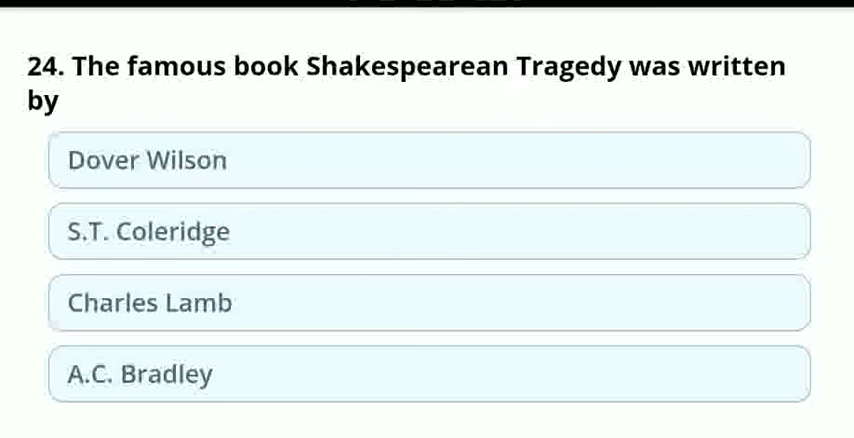 24. The famous book Shakespearean Tragedy was written
by
Dover Wilson
S.T. Coleridge
Charles Lamb
A.C. Bradley